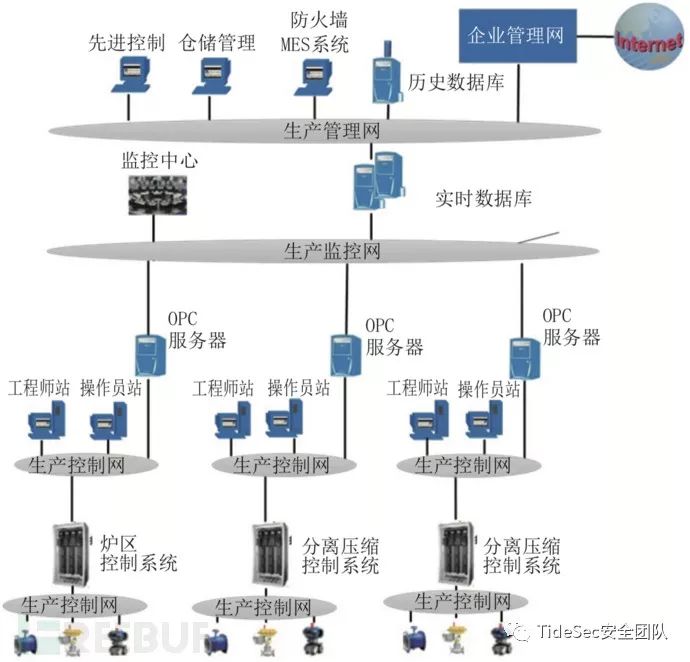 先进控制
仓储管理
防火墙
MES系统
历史数据库
企业管理网
Internet
生产管理网
监控中心
实时数据库
生产监控网
OPC
服务器
OPC
服务器
OPC
服务器
工程师站
操作员站
工程师站
操作员站
工程师站
操作员站
生产控制网
生产控制网
生产控制网
炉区
控制系统
分离压缩
控制系统
分离压缩
控制系统
生产控制网
生产控制网
生产控制网
FREEBUF
TideSec安全团队